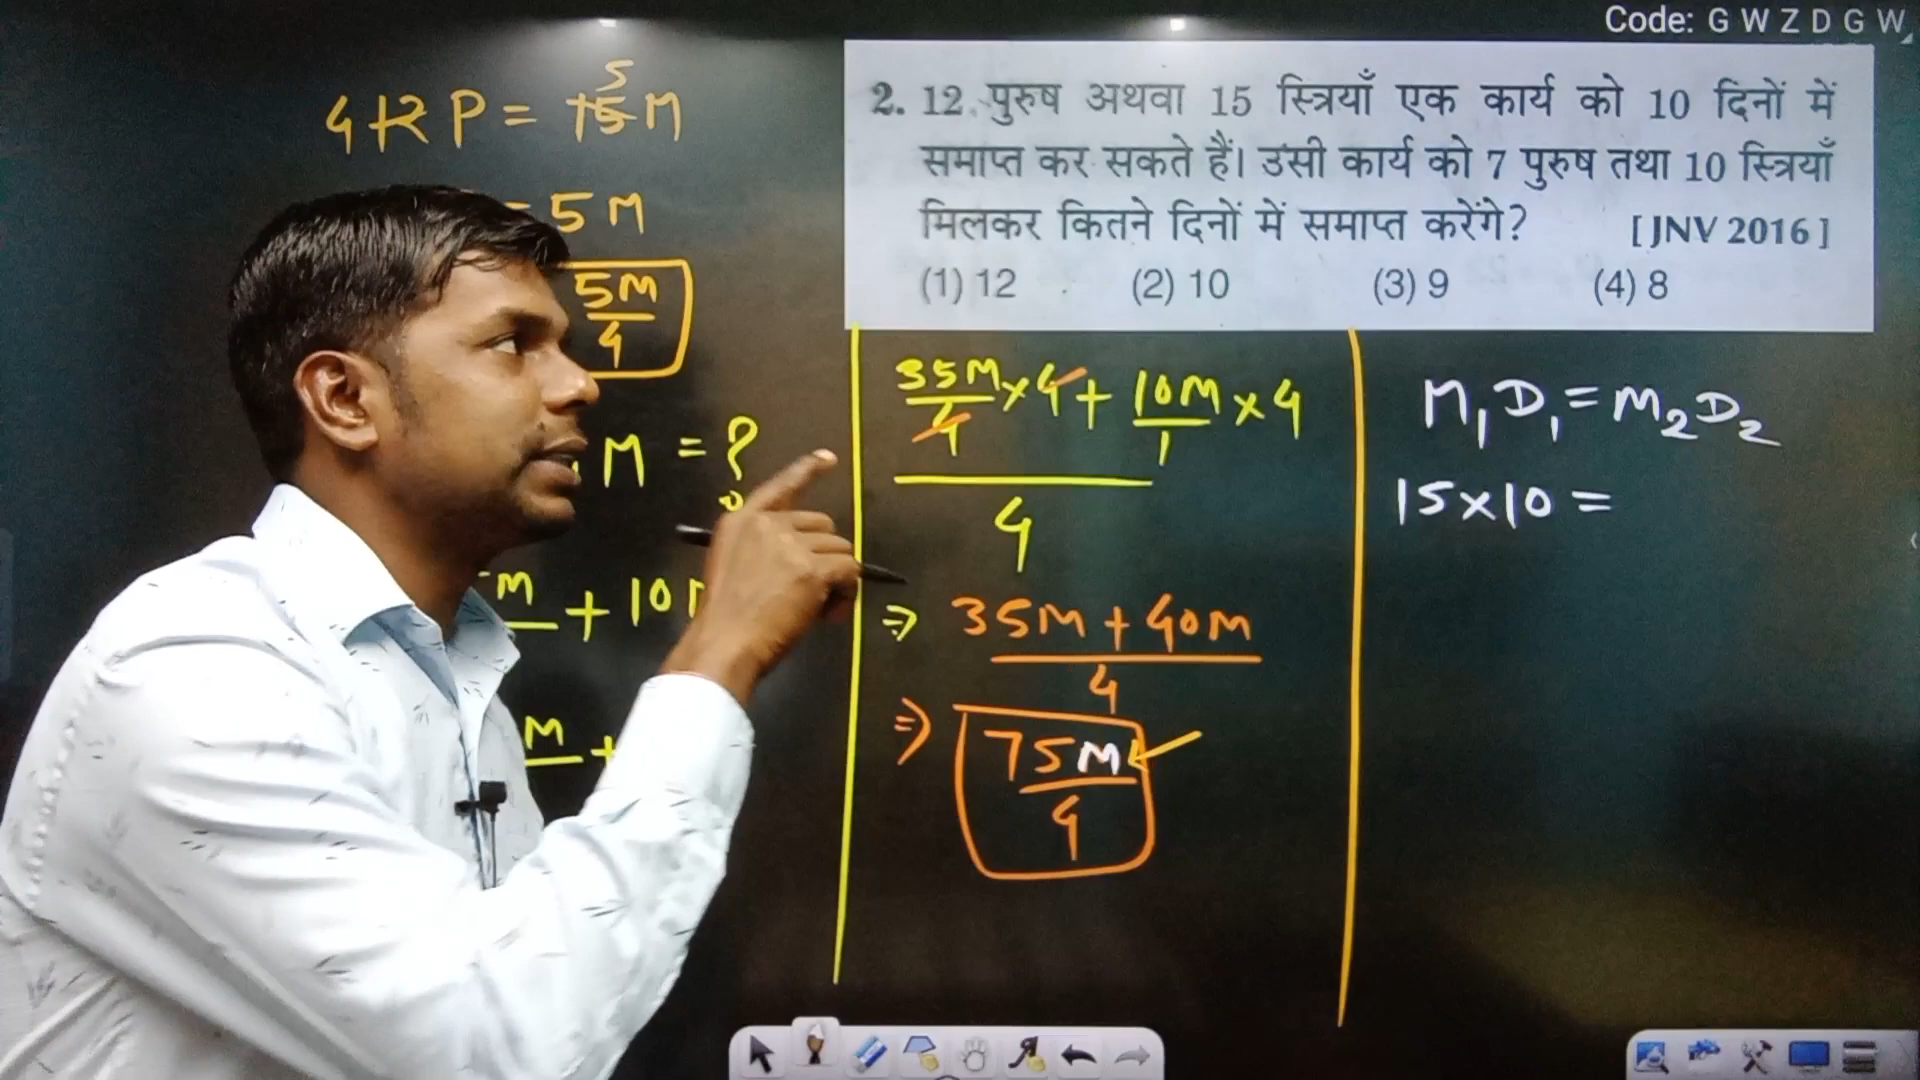 Code: G W Z D G W
2. 12 पुरुष अथवा 15 स्त्रियाँ एक कार्य को 10 दिनों में
समाप्त कर सकते हैं। उसी कार्य को 7 पुरुष तथा 10 स्त्रियाँ
मिलकर कितने दिनों में समाप्त करेंगे? [JNV 2016]
(1) 12 (2) 10 (3) 9 (4) 8
5
4 12 P = 15 M
= 5 M
5M
4
M = ?
M + 10
M +
35M/4 × 4 + 10M/1 × 4
4
⇒ 35M + 40M
4
⇒ 75M
4
M₁D₁ = M₂D₂
15×10 =